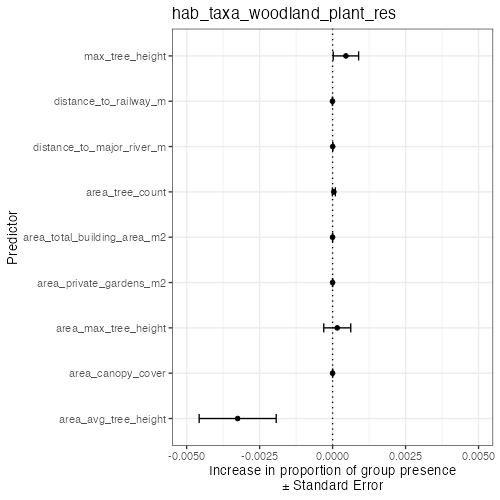 hab_taxa_woodland_plant_res
Predictor
max_tree_height
distance_to_railway_m
distance_to_major_river_m
area_tree_count
area_total_building_area_m2
area_private_gardens_m2
area_max_tree_height
area_canopy_cover
area_avg_tree_height
-0.0050 -0.0025 0.0000 0.0025 0.0050
Increase in proportion of group presence
± Standard Error